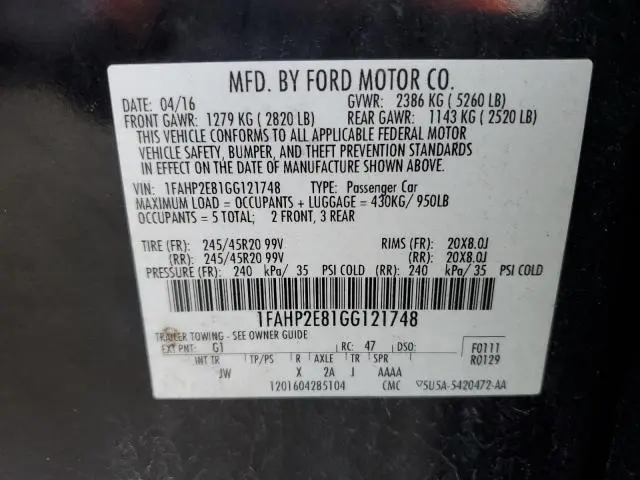 MFD. BY FORD MOTOR CO.
DATE: 04/16 GVWR: 2386 KG ( 5260 LB)
FRONT GAWR: 1279 KG ( 2820 LB) REAR GAWR: 1143 KG ( 2520 LB)
THIS VEHICLE CONFORMS TO ALL APPLICABLE FEDERAL MOTOR
VEHICLE SAFETY, BUMPER, AND THEFT PREVENTION STANDARDS
IN EFFECT ON THE DATE OF MANUFACTURE SHOWN ABOVE.
VIN: 1FAHP2E81GG121748 TYPE: Passenger Car
MAXIMUM LOAD = OCCUPANTS + LUGGAGE = 430KG/ 950LB
OCCUPANTS = 5 TOTAL; 2 FRONT, 3 REAR
TIRE (FR): 245/45R20 99V RIMS (FR): 20X8.0J
(RR): 245/45R20 99V (RR): 20X8.0J
PRESSURE (FR): 240 kPa/ 35 PSI COLD (RR): 240 kPa/ 35 PSI COLD
1FAHP2E81GG121748
TRAILER TOWING - SEE OWNER GUIDE
EXT PNT: G1 RC: 47 DSO: F0111
INT TR TP/PS R AXLE TR SPR R0129
JW X 2A J AAAA
1201604285104 CMC ▽5U5A-5420472-AA